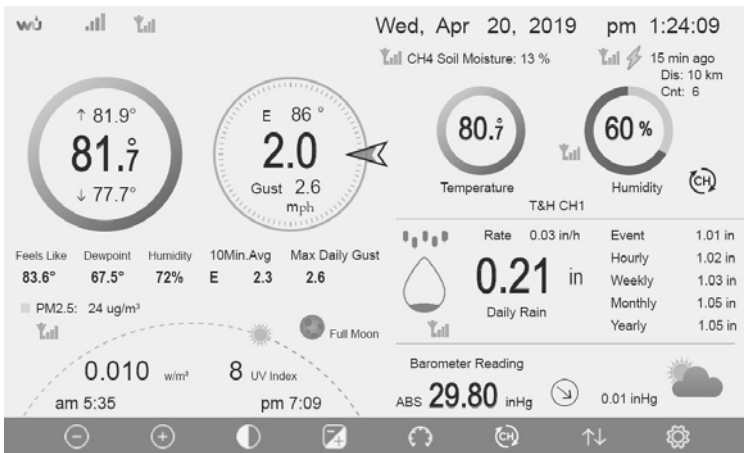 wu
Wed, Apr 20, 2019 pm 1:24:09
CH4 Soil Moisture: 13 %
15 min ago
Dis: 10 km
Cnt: 6
↑ 81.9°
81.7°
↓ 77.7°
E 86 °
2.0
Gust 2.6
mph
80.7°
Temperature
60 %
Humidity
CH
T&H CH1
Feels Like Dewpoint Humidity 10Min.Avg Max Daily Gust
83.6° 67.5° 72% E 2.3 2.6
PM2.5: 24 ug/m³
Full Moon
0.010 w/m² 8 UV Index
am 5:35 pm 7:09
Rate 0.03 in/h
0.21 in
Daily Rain
Event 1.01 in
Hourly 1.02 in
Weekly 1.03 in
Monthly 1.05 in
Yearly 1.05 in
Barometer Reading
ABS 29.80 inHg 0.01 inHg
CH